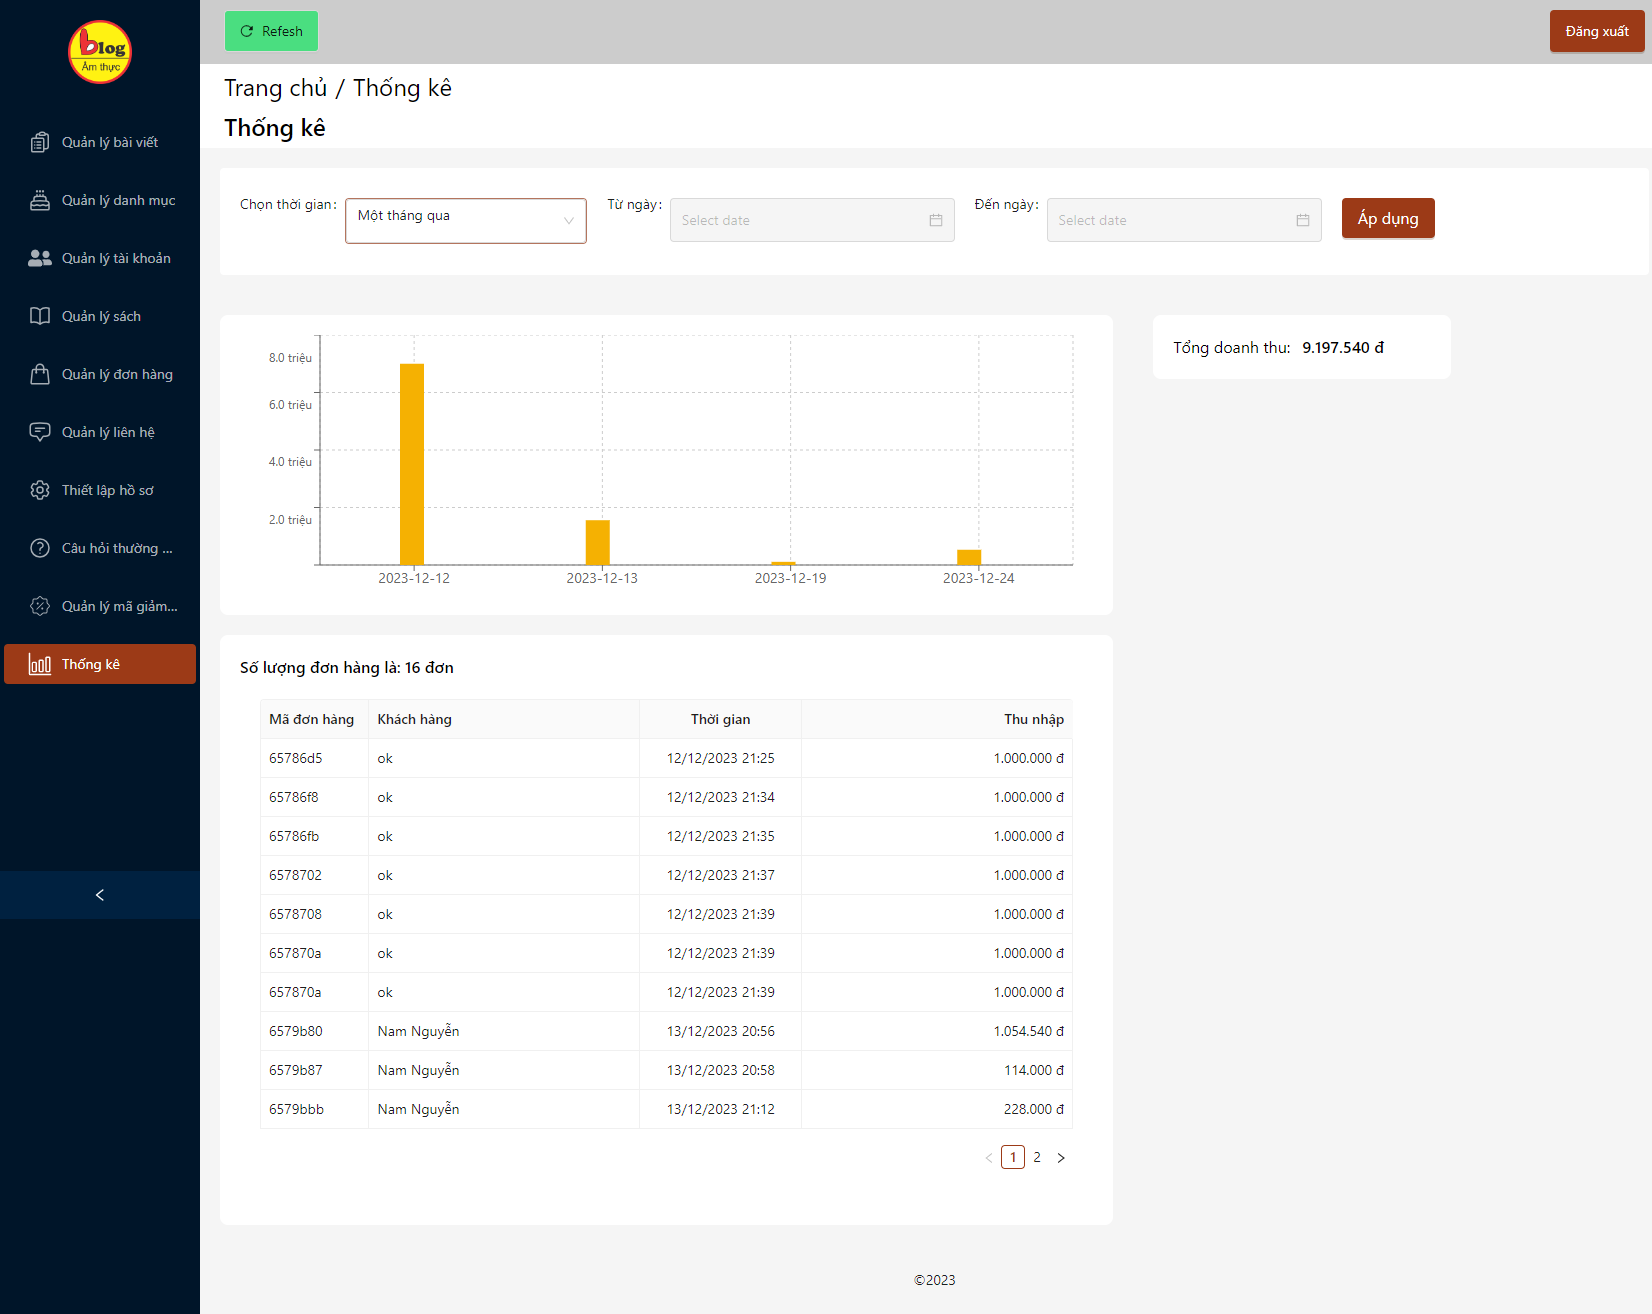 blog
Ẩm thực
Quản lý bài viết
Quản lý danh mục
Quản lý tài khoản
Quản lý sách
Quản lý đơn hàng
Quản lý liên hệ
Thiết lập hồ sơ
Câu hỏi thường ...
Quản lý mã giảm...
Thống kê
Refesh
Đăng xuất
Trang chủ / Thống kê
Thống kê
Chọn thời gian: Một tháng qua Từ ngày: Select date Đến ngày: Select date Áp dụng
8.0 triệu
6.0 triệu
4.0 triệu
2.0 triệu
2023-12-12 2023-12-13 2023-12-19 2023-12-24
Tổng doanh thu: 9.197.540 đ
Số lượng đơn hàng là: 16 đơn
Mã đơn hàng Khách hàng Thời gian Thu nhập
65786d5 ok 12/12/2023 21:25 1.000.000 đ
65786f8 ok 12/12/2023 21:34 1.000.000 đ
65786fb ok 12/12/2023 21:35 1.000.000 đ
6578702 ok 12/12/2023 21:37 1.000.000 đ
6578708 ok 12/12/2023 21:39 1.000.000 đ
657870a ok 12/12/2023 21:39 1.000.000 đ
657870a ok 12/12/2023 21:39 1.000.000 đ
6579b80 Nam Nguyễn 13/12/2023 20:56 1.054.540 đ
6579b87 Nam Nguyễn 13/12/2023 20:58 114.000 đ
6579bbb Nam Nguyễn 13/12/2023 21:12 228.000 đ
< 1 2 >
©2023